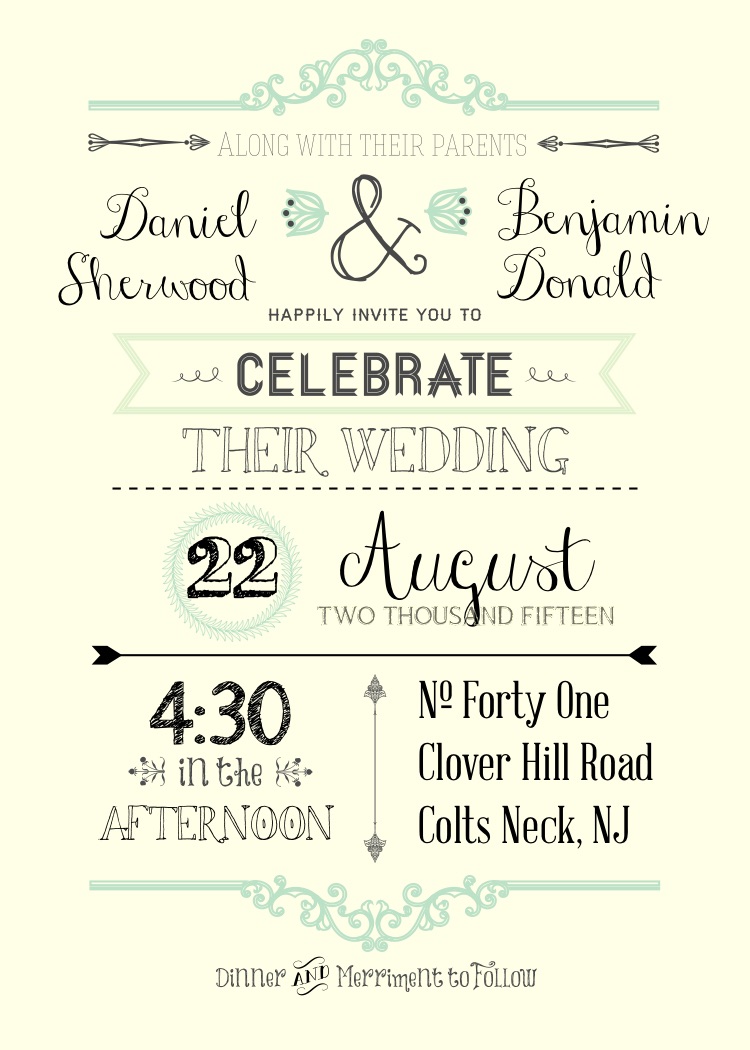 ALONG WITH THEIR PARENTS
Daniel Sherwood
&
Benjamin Donald
HAPPILY INVITE YOU TO
CELEBRATE
THEIR WEDDING
22 August
TWO THOUSAND FIFTEEN
4:30
in the
AFTERNOON
Nº Forty One
Clover Hill Road
Colts Neck, NJ
Dinner AND Merriment to Follow